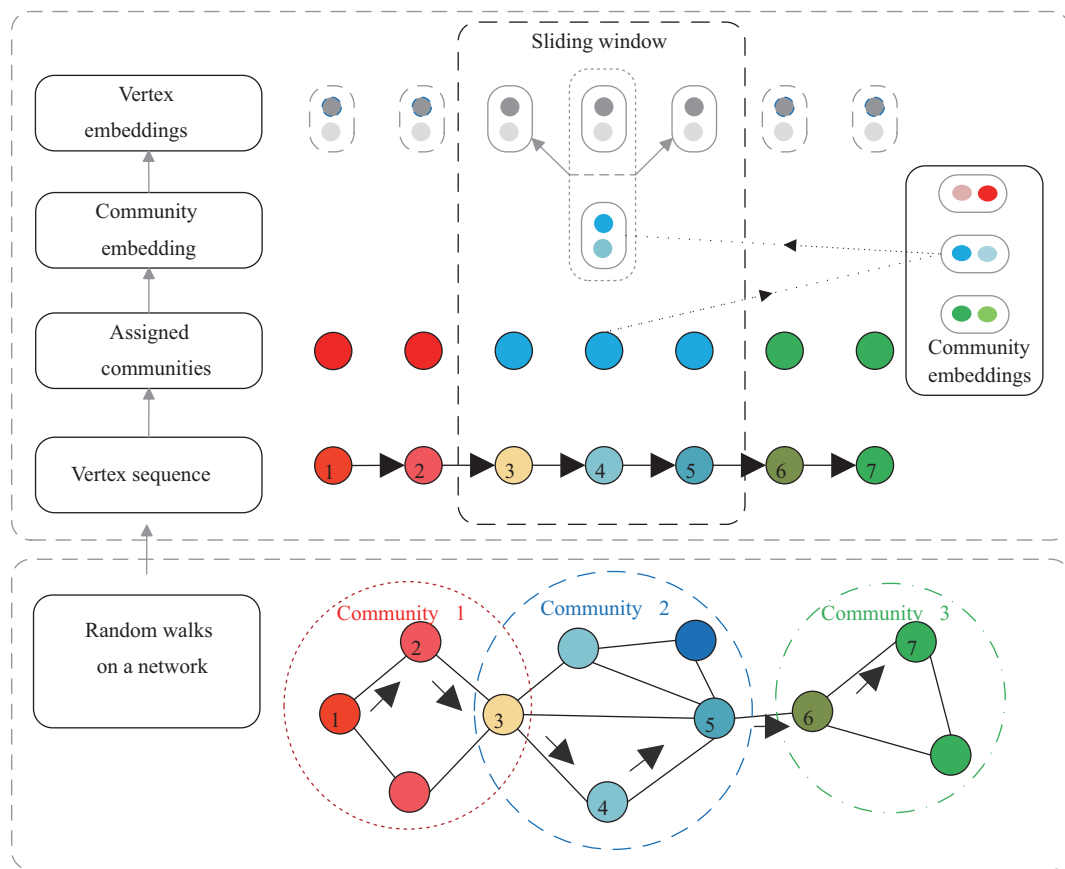 Sliding window
Vertex
embeddings
Community
embedding
Assigned
communities
Community
embeddings
Vertex sequence
1 2 3 4 5 6 7
Random walks
on a network
Community 1
Community 2
Community 3
2
7
1
3
5
6
4